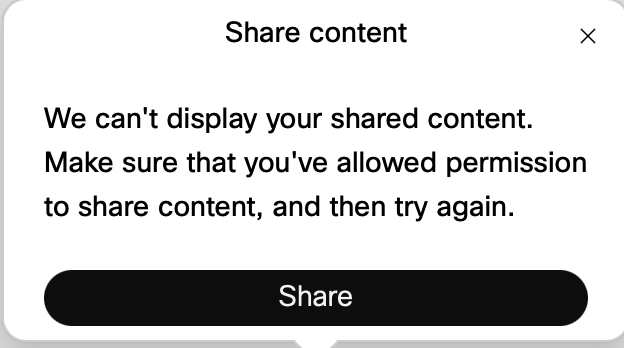 Share content
We can't display your shared content.
Make sure that you've allowed permission
to share content, and then try again.
Share